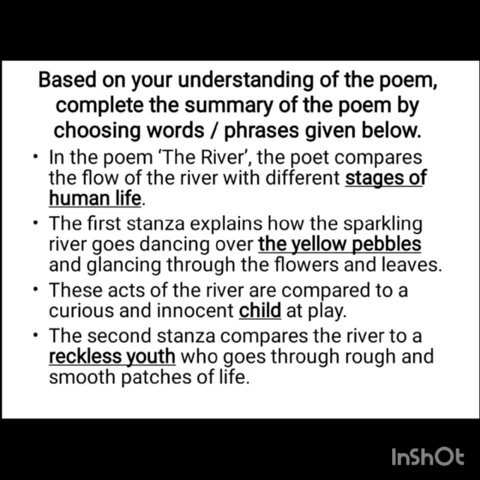 Based on your understanding of the poem,
complete the summary of the poem by
choosing words / phrases given below.
• In the poem ‘The River’, the poet compares
the flow of the river with different stages of
human life.
• The first stanza explains how the sparkling
river goes dancing over the yellow pebbles
and glancing through the flowers and leaves.
• These acts of the river are compared to a
curious and innocent child at play.
• The second stanza compares the river to a
reckless youth who goes through rough and
smooth patches of life.
InShOt